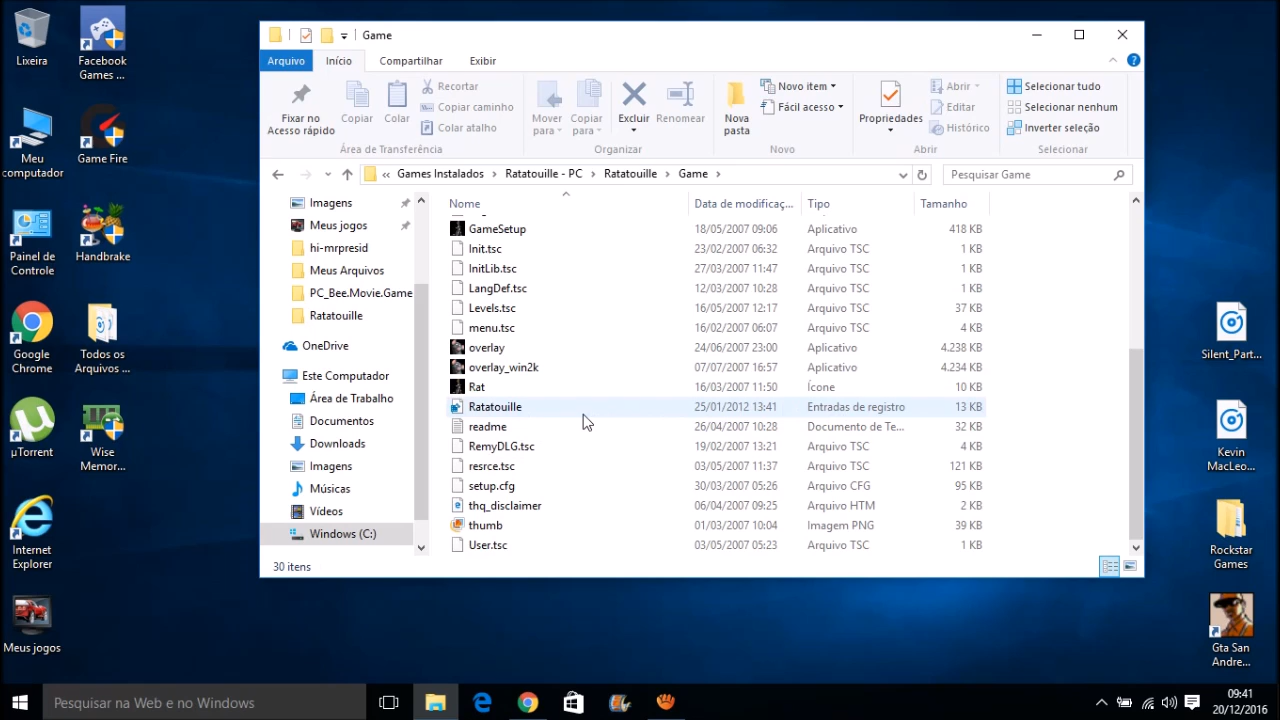 Lixeira
Facebook
Games ...
Meu
computador
Game Fire
Painel de
Controle
Handbrake
Google
Chrome
Todos os
Arquivos ...
µTorrent
Wise
Memor...
Internet
Explorer
Meus jogos
Game
Arquivo Início Compartilhar Exibir
Fixar no
Acesso rápido
Copiar
Colar
Recortar
Copiar caminho
Colar atalho
Área de Transferência
Mover
para
Copiar
para
Excluir
Renomear
Organizar
Nova
pasta
Novo item
Fácil acesso
Novo
Propriedades
Abrir
Editar
Histórico
Abrir
Selecionar tudo
Selecionar nenhum
Inverter seleção
Selecionar
« Games Instalados > Ratatouille - PC > Ratatouille > Game >
Pesquisar Game
Imagens
Meus jogos
hi-mrpresid
Meus Arquivos
PC_Bee.Movie.Game
Ratatouille
OneDrive
Este Computador
Área de Trabalho
Documentos
Downloads
Imagens
Músicas
Vídeos
Windows (C:)
Nome Data de modificaç... Tipo Tamanho
GameSetup 18/05/2007 09:06 Aplicativo 418 KB
Init.tsc 23/02/2007 06:32 Arquivo TSC 1 KB
InitLib.tsc 27/03/2007 11:47 Arquivo TSC 1 KB
LangDef.tsc 12/03/2007 10:28 Arquivo TSC 1 KB
Levels.tsc 16/05/2007 12:17 Arquivo TSC 37 KB
menu.tsc 16/02/2007 06:07 Arquivo TSC 4 KB
overlay 24/06/2007 23:00 Aplicativo 4.238 KB
overlay_win2k 07/07/2007 16:57 Aplicativo 4.234 KB
Rat 16/03/2007 11:50 Ícone 10 KB
Ratatouille 25/01/2012 13:41 Entradas de registro 13 KB
readme 26/04/2007 10:28 Documento de Te... 32 KB
RemyDLG.tsc 19/02/2007 13:21 Arquivo TSC 4 KB
resrce.tsc 03/05/2007 11:37 Arquivo TSC 121 KB
setup.cfg 30/03/2007 05:26 Arquivo CFG 95 KB
thq_disclaimer 06/04/2007 09:25 Arquivo HTM 2 KB
thumb 01/03/2007 10:04 Imagem PNG 39 KB
User.tsc 03/05/2007 05:23 Arquivo TSC 1 KB
30 itens
Silent_Part...
Kevin
MacLeo...
Rockstar
Games
Gta San
Andre...
Pesquisar na Web e no Windows
09:41
20/12/2016